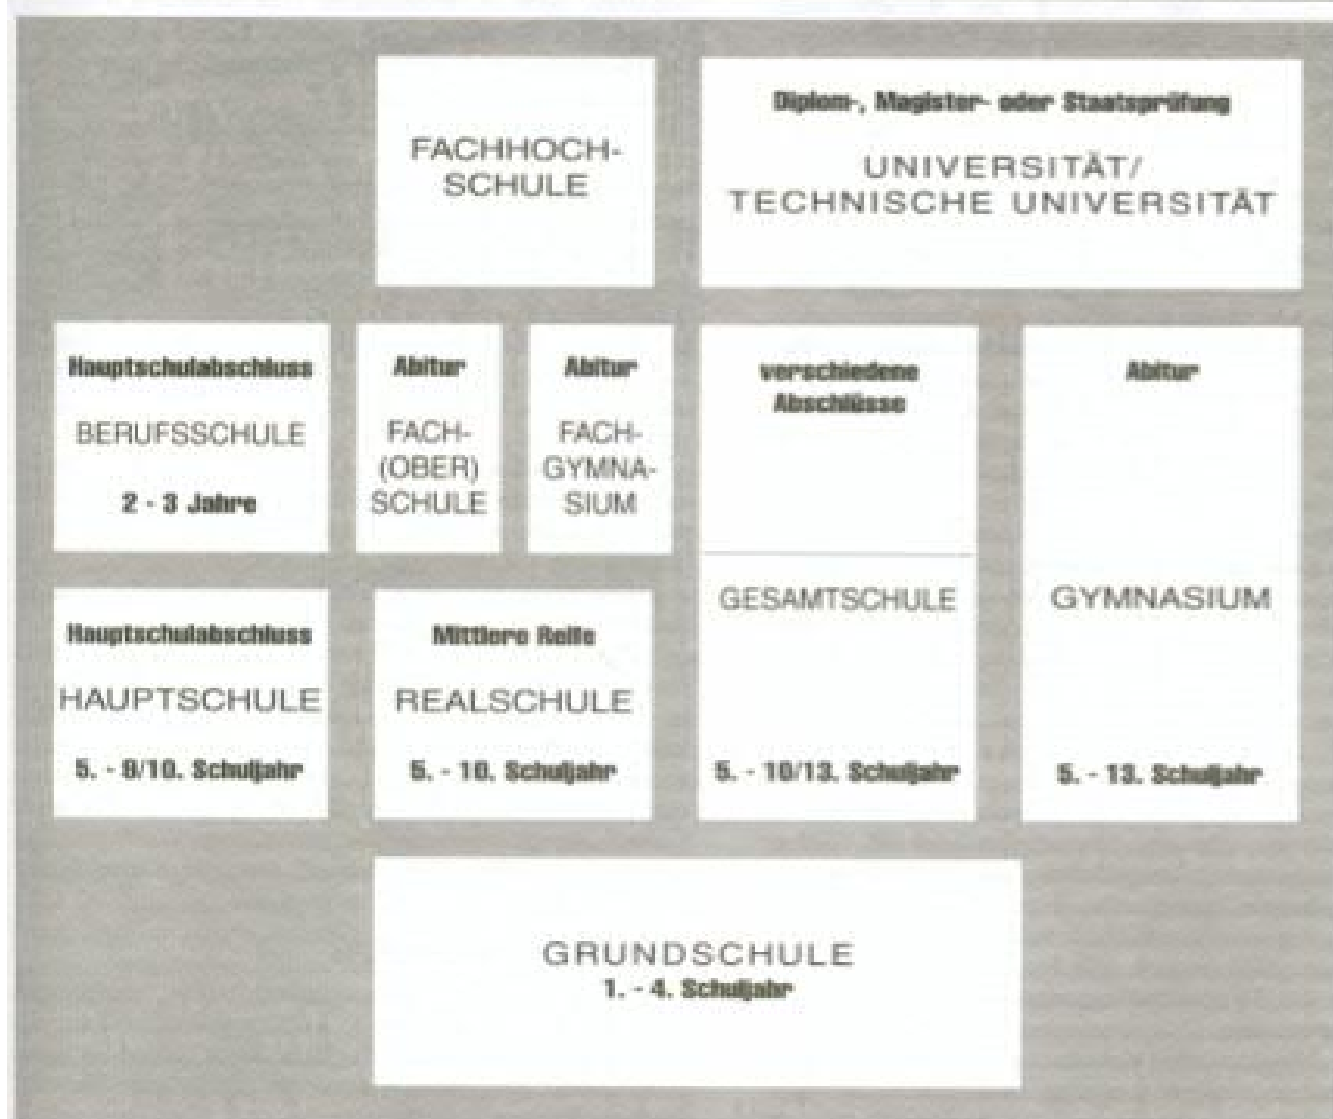 FACHHOCH-
SCHULE
Diplom-, Magister- oder Staatsprüfung
UNIVERSITÄT/
TECHNISCHE UNIVERSITÄT
Hauptschulabschluss
BERUFSSCHULE
2 - 3 Jahre
Abitur
FACH-
(OBER)
SCHULE
Abitur
FACH-
GYMNA-
SIUM
verschiedene
Abschlüsse
GESAMTSCHULE
5. - 10/13. Schuljahr
Abitur
GYMNASIUM
5. - 13. Schuljahr
Hauptschulabschluss
HAUPTSCHULE
5. - 9/10. Schuljahr
Mittlere Reife
REALSCHULE
5. - 10. Schuljahr
GRUNDSCHULE
1. - 4. Schuljahr